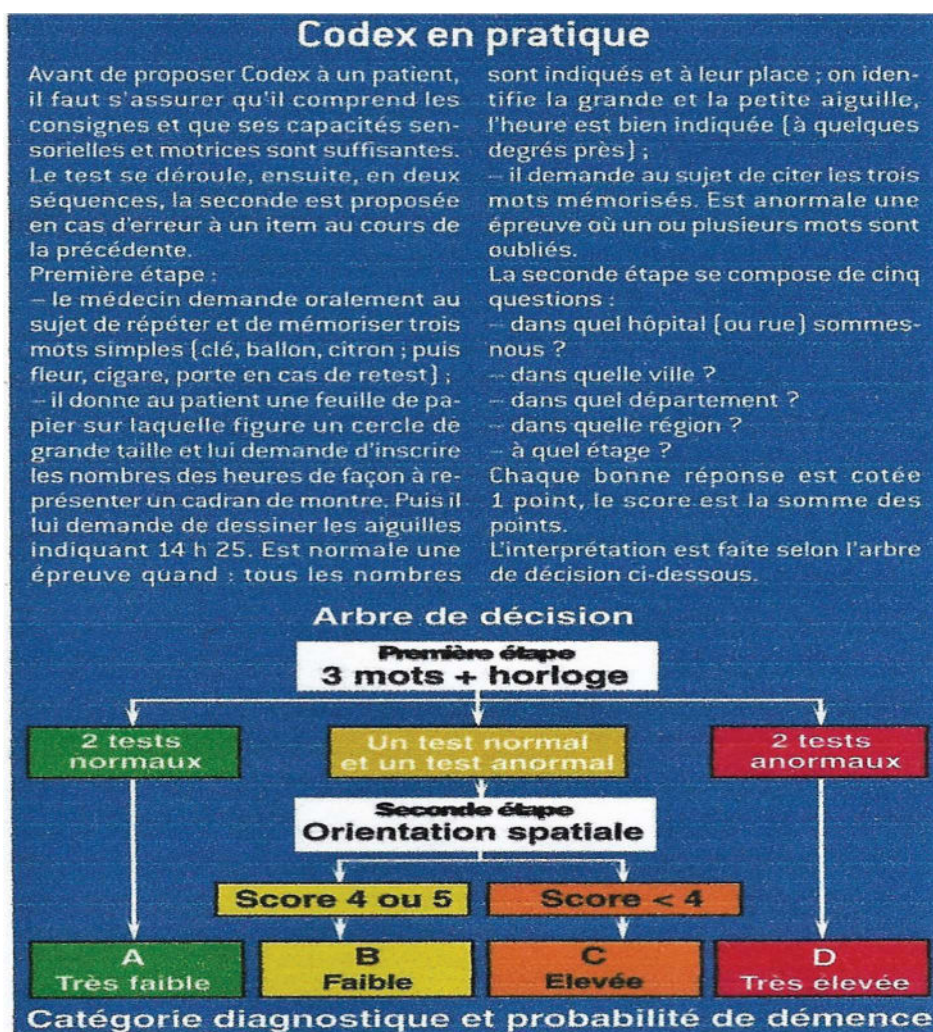 Codex en pratique
Avant de proposer Codex à un patient,
il faut s'assurer qu'il comprend les
consignes et que ses capacités sen-
sorielles et motrices sont suffisantes.
Le test se déroule, ensuite, en deux
séquences, la seconde est proposée
en cas d'erreur à un item au cours de
la précédente.
Première étape :
– le médecin demande oralement au
sujet de répéter et de mémoriser trois
mots simples (clé, ballon, citron ; puis
fleur, cigare, porte en cas de retest) ;
– il donne au patient une feuille de pa-
pier sur laquelle figure un cercle de
grande taille et lui demande d'inscrire
les nombres des heures de façon à re-
présenter un cadran de montre. Puis il
lui demande de dessiner les aiguilles
indiquant 14 h 25. Est normale une
épreuve quand : tous les nombres
sont indiqués et à leur place ; on iden-
tifie la grande et la petite aiguille,
l'heure est bien indiquée (à quelques
degrés près) ;
– il demande au sujet de citer les trois
mots mémorisés. Est anormale une
épreuve où un ou plusieurs mots sont
oubliés.
La seconde étape se compose de cinq
questions :
– dans quel hôpital (ou rue) sommes-
nous ?
– dans quelle ville ?
– dans quel département ?
– dans quelle région ?
– à quel étage ?
Chaque bonne réponse est cotée
1 point, le score est la somme des
points.
L'interprétation est faite selon l'arbre
de décision ci-dessous.
Arbre de décision
Première étape
3 mots + horloge
2 tests
normaux
Un test normal
et un test anormal
2 tests
anormaux
Seconde étape
Orientation spatiale
Score 4 ou 5
Score < 4
A
Très faible
B
Faible
C
Elevée
D
Très élevée
Catégorie diagnostique et probabilité de démence